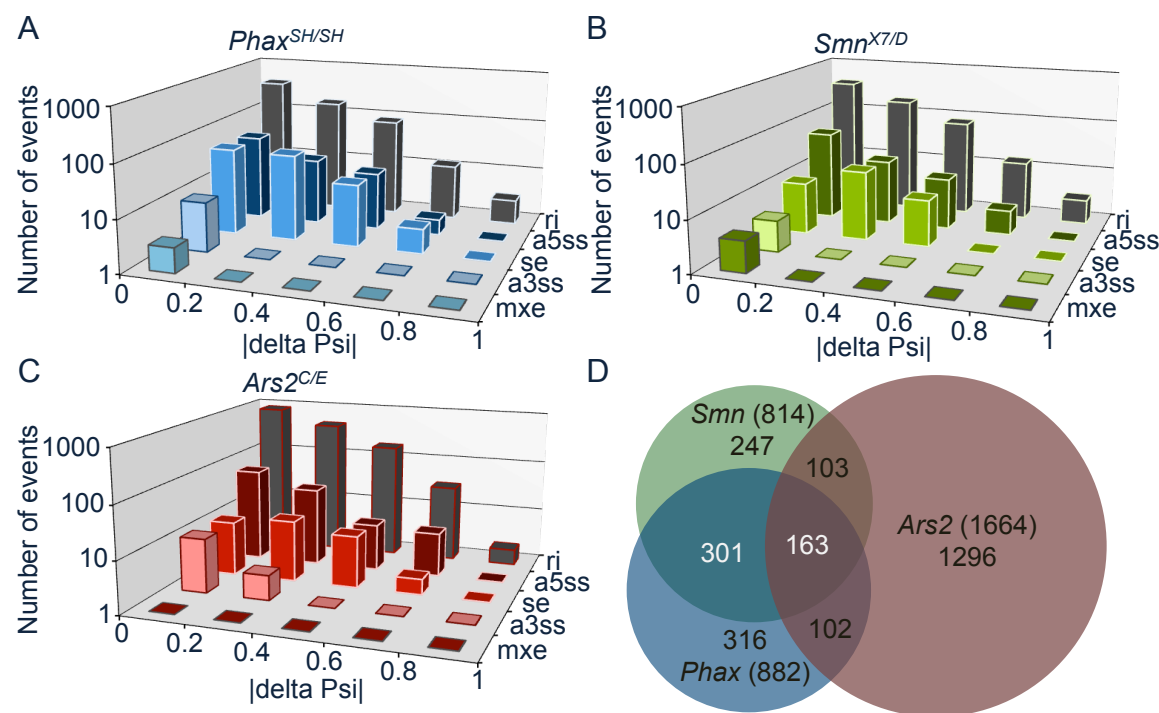 A
Phax^SH/SH
Number of events
1000
100
10
1
0
0.2
0.4
0.6
0.8
1
|delta Psi|
ri
a5ss
se
a3ss
mxe
B
Smn^X7/D
Number of events
1000
100
10
1
0
0.2
0.4
0.6
0.8
1
|delta Psi|
ri
a5ss
se
a3ss
mxe
C
Ars2^C/E
Number of events
1000
100
10
1
0
0.2
0.4
0.6
0.8
1
|delta Psi|
ri
a5ss
se
a3ss
mxe
D
Smn (814)
247
103
Ars2 (1664)
1296
301
163
316
102
Phax (882)